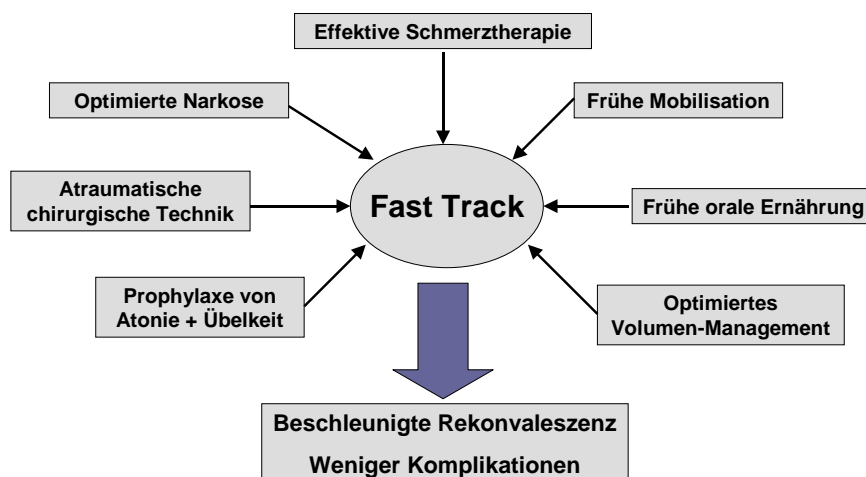 Effektive Schmerztherapie
Optimierte Narkose
Frühe Mobilisation
Atraumatische
chirurgische Technik
Fast Track
Frühe orale Ernährung
Prophylaxe von
Atonie + Übelkeit
Optimiertes
Volumen-Management
Beschleunigte Rekonvaleszenz
Weniger Komplikationen